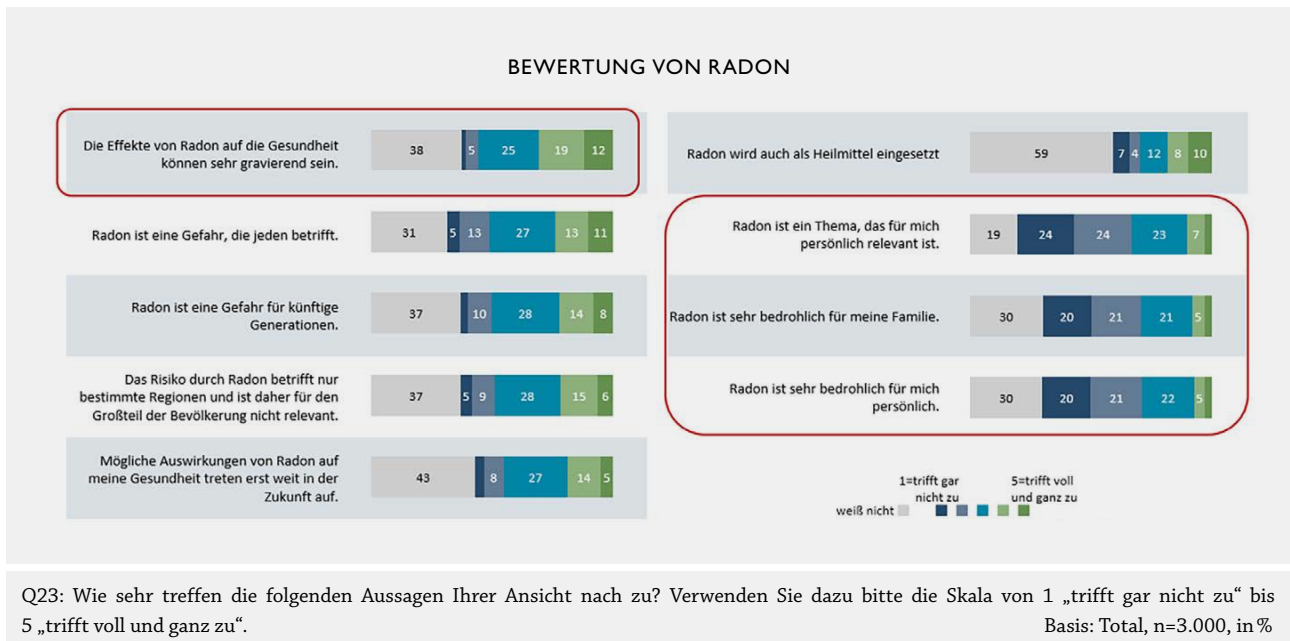 BEWERTUNG VON RADON
Die Effekte von Radon auf die Gesundheit
können sehr gravierend sein.
38 5 25 19 12
Radon ist eine Gefahr, die jeden betrifft.
31 5 13 27 13 11
Radon ist eine Gefahr für künftige
Generationen.
37 10 28 14 8
Das Risiko durch Radon betrifft nur
bestimmte Regionen und ist daher für den
Großteil der Bevölkerung nicht relevant.
37 5 9 28 15 6
Mögliche Auswirkungen von Radon auf
meine Gesundheit treten erst weit in der
Zukunft auf.
43 8 27 14 5
Radon wird auch als Heilmittel eingesetzt
59 7 4 12 8 10
Radon ist ein Thema, das für mich
persönlich relevant ist.
19 24 24 23 7
Radon ist sehr bedrohlich für meine Familie.
30 20 21 21 5
Radon ist sehr bedrohlich für mich
persönlich.
30 20 21 22 5
1=trifft gar 5=trifft voll
nicht zu und ganz zu
weiß nicht
Q23: Wie sehr treffen die folgenden Aussagen Ihrer Ansicht nach zu? Verwenden Sie dazu bitte die Skala von 1 „trifft gar nicht zu“ bis
5 „trifft voll und ganz zu“. Basis: Total, n=3.000, in %